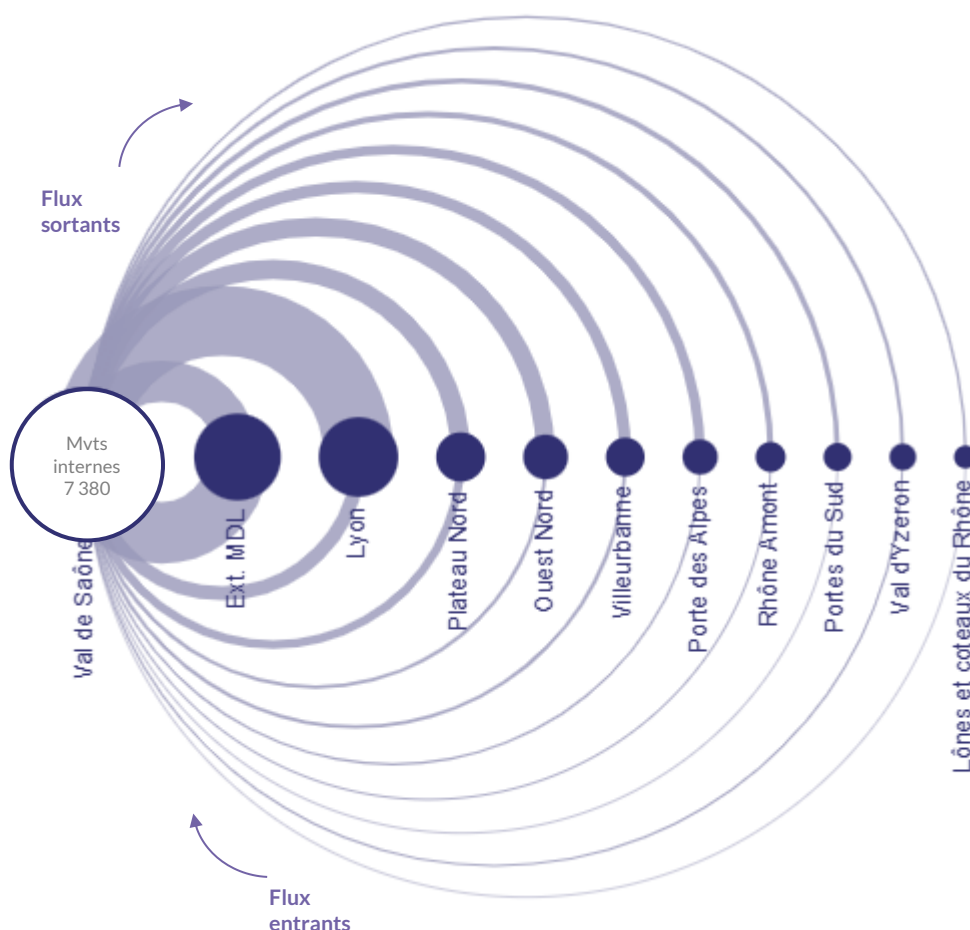 Flux
sortants
Mvts
internes
7 380
Val de Saône
Ext. MDL
Lyon
Plateau Nord
Ouest Nord
Villeurbanne
Porte des Alpes
Rhône Amont
Portes du Sud
Val d'Yzeron
Lônes et coteaux du Rhône
Flux
entrants